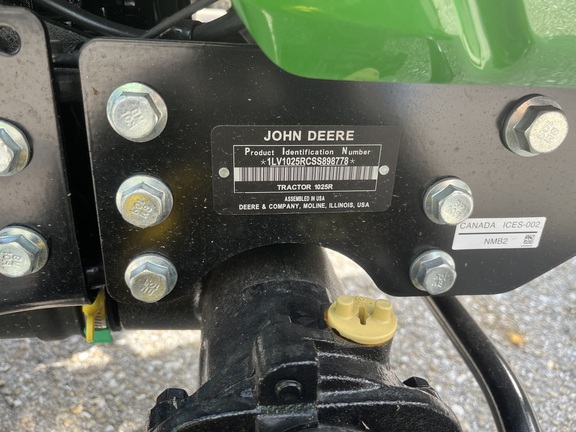 JOHN DEERE
Product Identification Number
*1LV1025RCSS898778*
TRACTOR 1025R
ASSEMBLED IN USA
DEERE & COMPANY, MOLINE, ILLINOIS, USA
CANADA ICES-002
NMB2